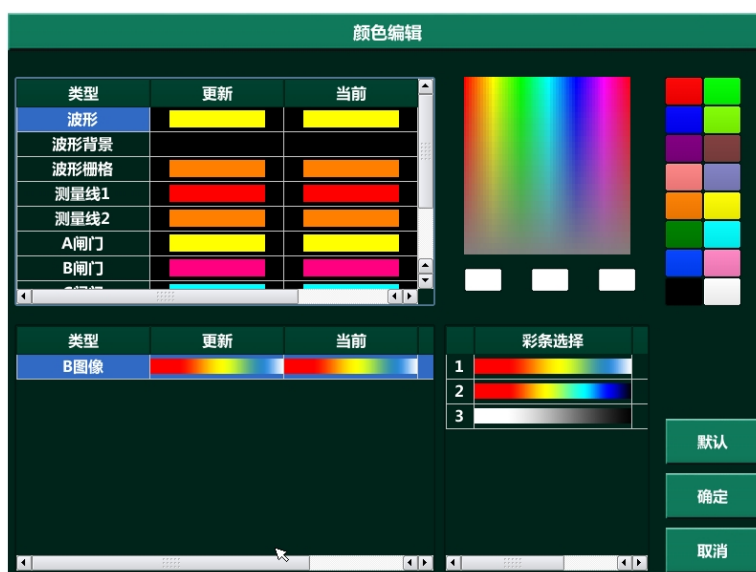 颜色编辑
类型 更新 当前
波形
波形背景
波形栅格
测量线1
测量线2
A闸门
B闸门
类型 更新 当前
B图像
彩条选择
1
2
3
默认
确定
取消